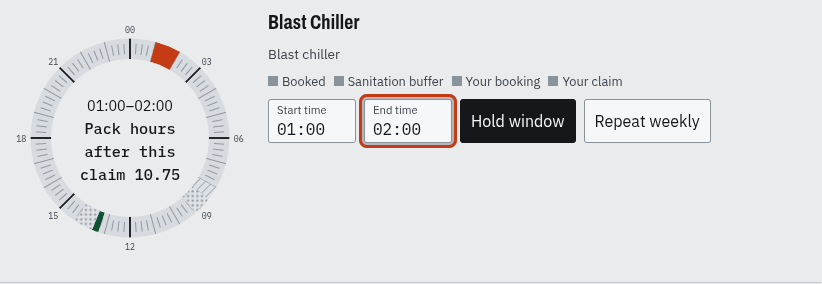 Blast Chiller
Blast chiller
Booked Sanitation buffer Your booking Your claim
Start time
01:00
End time
02:00
Hold window
Repeat weekly
00
03
06
09
12
15
18
21
01:00–02:00
Pack hours
after this
claim 10.75